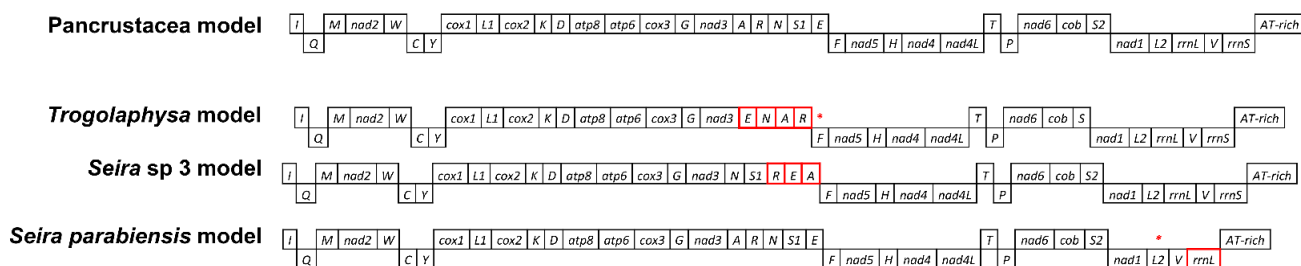 Pancrustacea model I M nad2 W cox1 L1 cox2 K D atp8 atp6 cox3 G nad3 A R N S1 E T nad6 cob S2 AT-rich
Q C Y F nad5 H nad4 nad4L P nad1 L2 rrnL V rrnS
Trogolaphysa model I M nad2 W cox1 L1 cox2 K D atp8 atp6 cox3 G nad3 E N A R * T nad6 cob S AT-rich
Q C Y F nad5 H nad4 nad4L P nad1 L2 rrnL V rrnS
Seira sp 3 model I M nad2 W cox1 L1 cox2 K D atp8 atp6 cox3 G nad3 N S1 R E A T nad6 cob S2 AT-rich
Q C Y F nad5 H nad4 nad4L P nad1 L2 rrnL V rrnS
Seira parabiensis model I M nad2 W cox1 L1 cox2 K D atp8 atp6 cox3 G nad3 A R N S1 E T nad6 cob S2 * AT-rich
Q C Y F nad5 H nad4 nad4L P nad1 L2 V rrnL